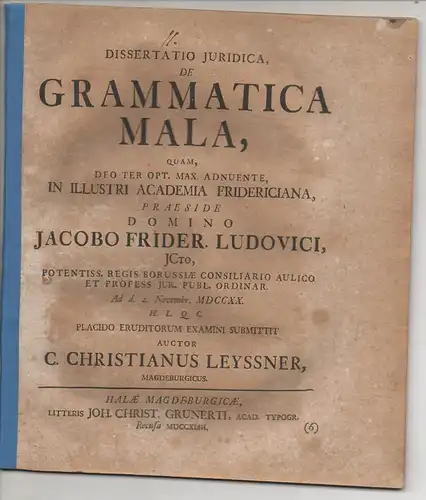 DISSERTATIO JURIDICA,
DE
GRAMMATICA
MALA,
QUAM,
DEO TER OPT. MAX. ADNUENTE,
IN ILLUSTRI ACADEMIA FRIDERICIANA,
PRAESIDE
DOMINO
JACOBO FRIDER. LUDOVICI,
JCTO,
POTENTISS. REGIS BORUSSIÆ CONSILIARIO AULICO
ET PROFESS JUR. PUBL. ORDINAR.
Ad d. 2. Novembr. MDCCXX.
H. L. Q. C.
PLACIDO ERUDITORUM EXAMINI SUBMITTIT
AUCTOR
C. CHRISTIANUS LEYSSNER,
MAGDEBURGICUS.
HALÆ MAGDEBURGICÆ,
LITTERIS JOH. CHRIST. GRUNERTI, ACAD. TYPOGR.
Recusa
(6)